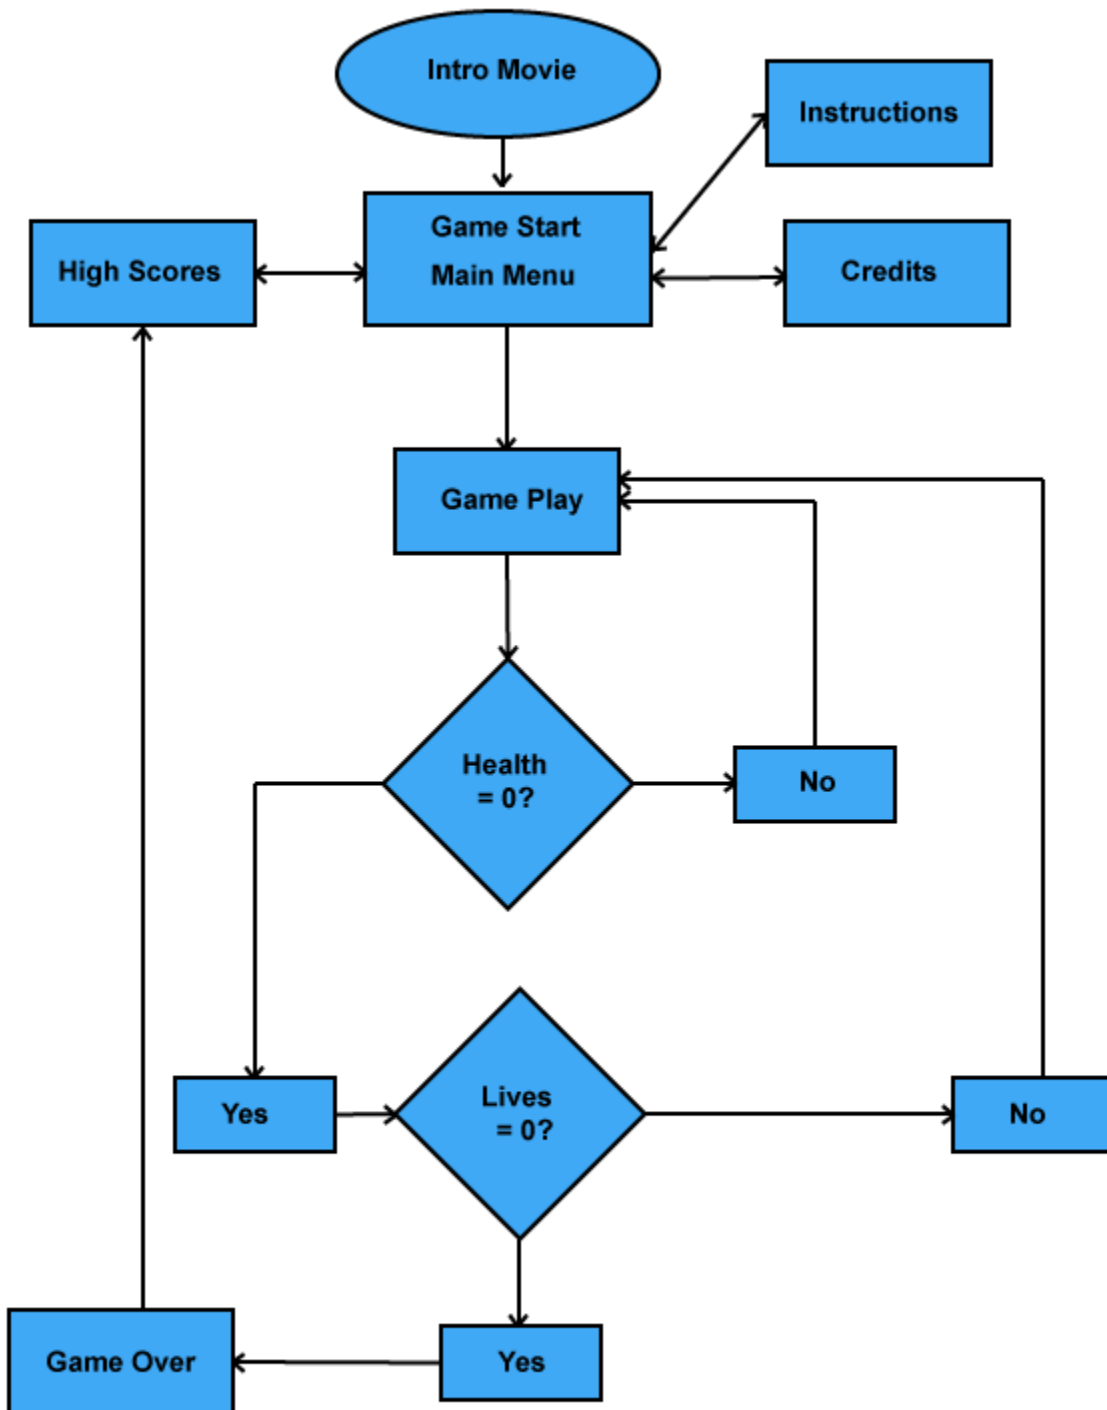 Intro Movie
Instructions
Game Start
Main Menu
High Scores
Credits
Game Play
Health
= 0?
No
Yes
Lives
= 0?
No
Game Over
Yes